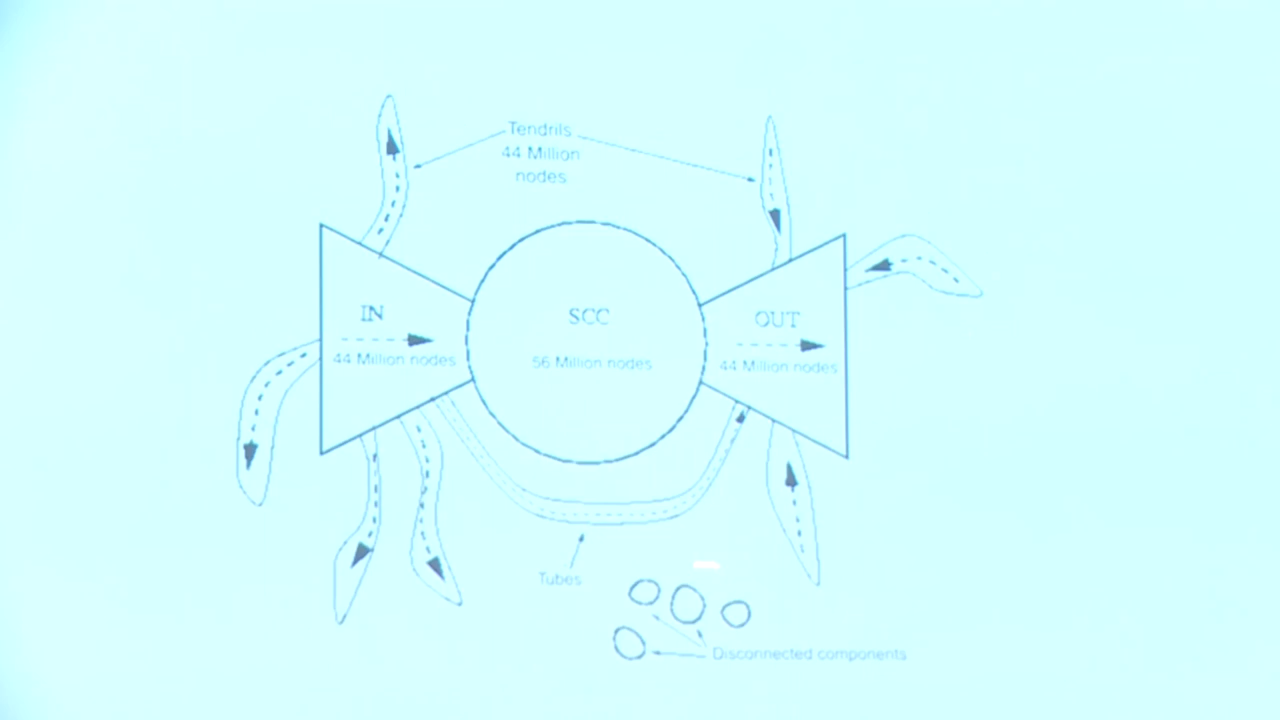 Tendrils
44 Million
nodes
IN
44 Million nodes
SCC
56 Million nodes
OUT
44 Million nodes
Tubes
Disconnected components